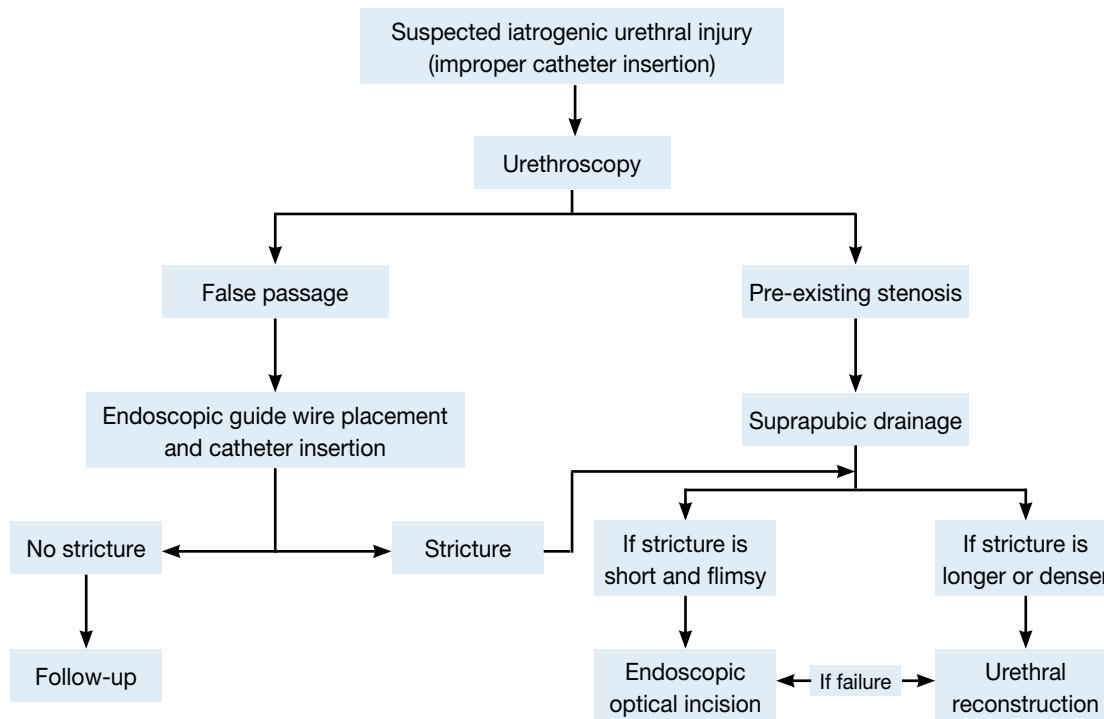 Suspected iatrogenic urethral injury
(improper catheter insertion)
Urethroscopy
False passage
Pre-existing stenosis
Endoscopic guide wire placement
and catheter insertion
Suprapubic drainage
No stricture
Stricture
If stricture is
short and flimsy
If stricture is
longer or denser
Follow-up
Endoscopic
optical incision
If failure
Urethral
reconstruction